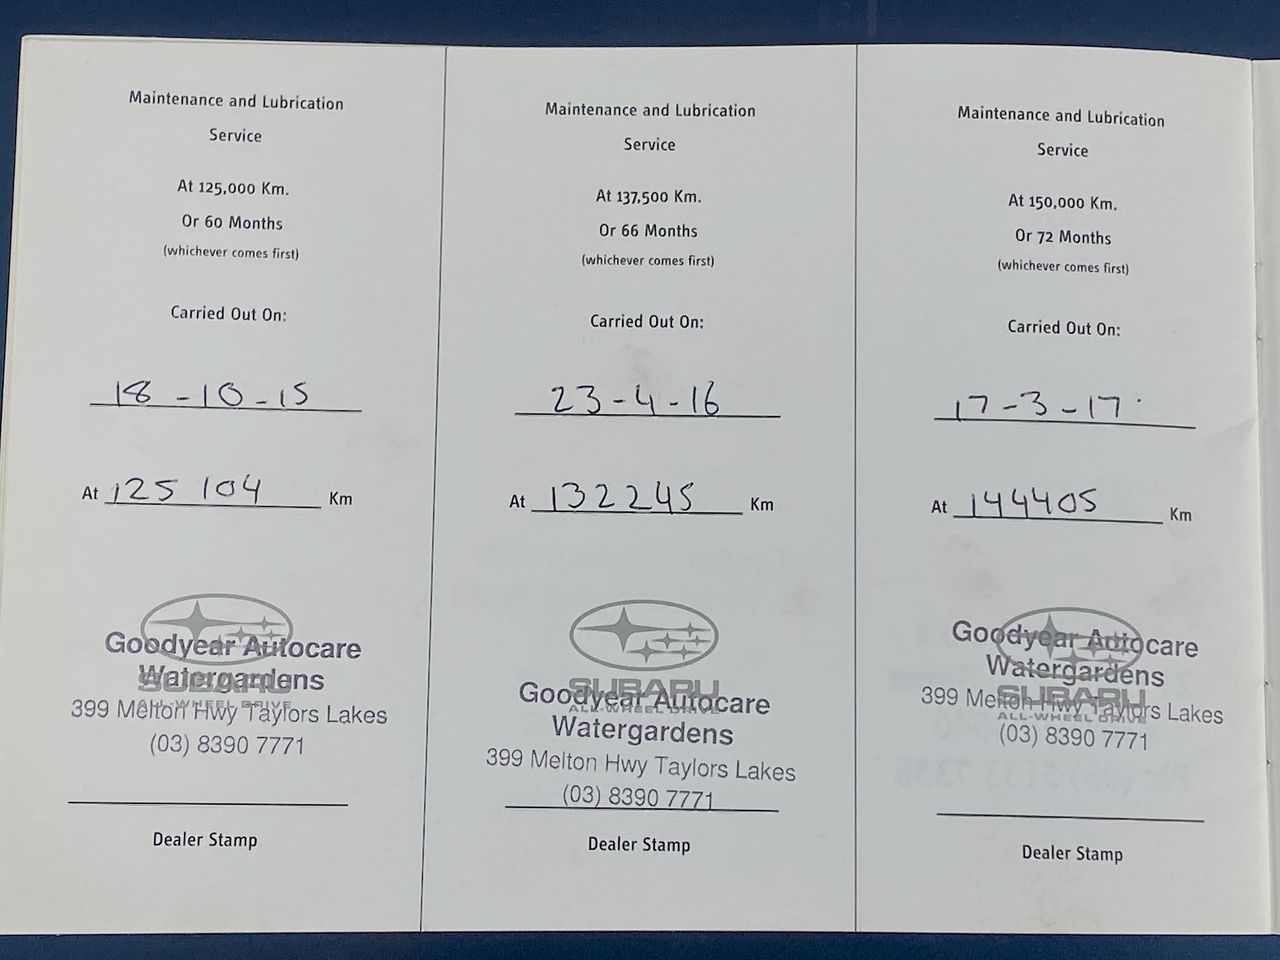 Maintenance and Lubrication
Service
At 125,000 Km.
Or 60 Months
(whichever comes first)
Carried Out On:
18 - 10 - 15
At 125 104 Km
SUBARU
ALL-WHEEL DRIVE
Goodyear Autocare
Watergardens
399 Melton Hwy Taylors Lakes
(03) 8390 7771
Dealer Stamp
Maintenance and Lubrication
Service
At 137,500 Km.
Or 66 Months
(whichever comes first)
Carried Out On:
23 - 4 - 16
At 132245 Km
SUBARU
ALL-WHEEL DRIVE
Goodyear Autocare
Watergardens
399 Melton Hwy Taylors Lakes
(03) 8390 7771
Dealer Stamp
Maintenance and Lubrication
Service
At 150,000 Km.
Or 72 Months
(whichever comes first)
Carried Out On:
17 - 3 - 17
At 144405 Km
SUBARU
ALL-WHEEL DRIVE
Goodyear Autocare
Watergardens
399 Melton Hwy Taylors Lakes
(03) 8390 7771
Dealer Stamp